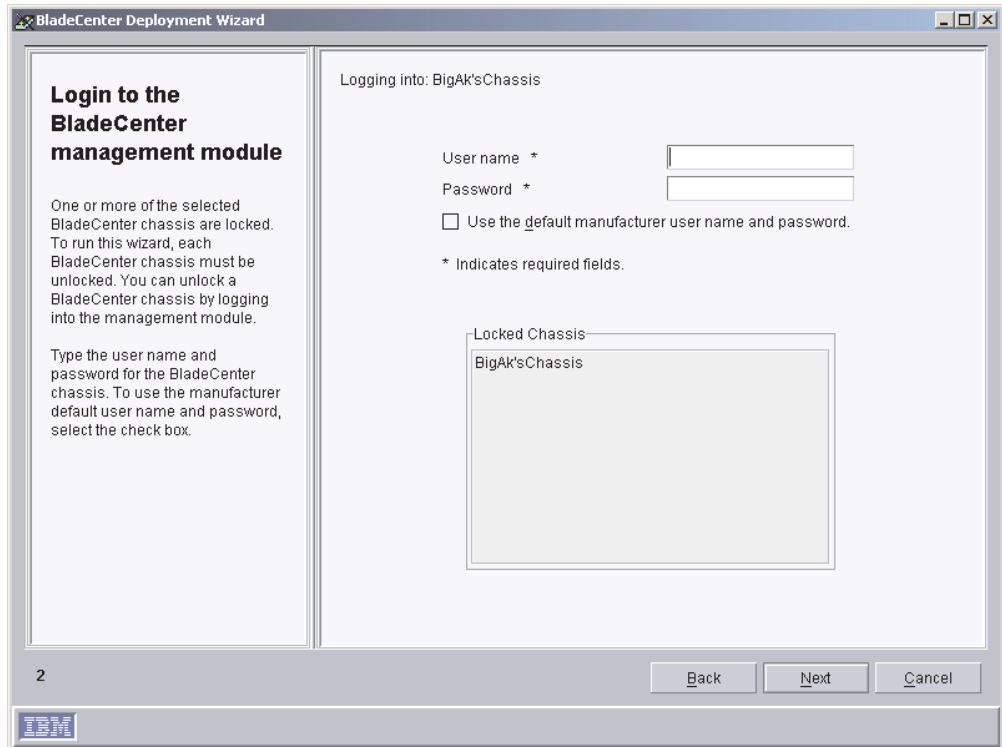 BladeCenter Deployment Wizard
Login to the
BladeCenter
management module
One or more of the selected
BladeCenter chassis are locked.
To run this wizard, each
BladeCenter chassis must be
unlocked. You can unlock a
BladeCenter chassis by logging
into the management module.
Type the user name and
password for the BladeCenter
chassis. To use the manufacturer
default user name and password,
select the check box.
Logging into: BigAk'sChassis
User name *
Password *
Use the default manufacturer user name and password.
* Indicates required fields.
Locked Chassis
BigAk'sChassis
2
Back
Next
Cancel
IBM